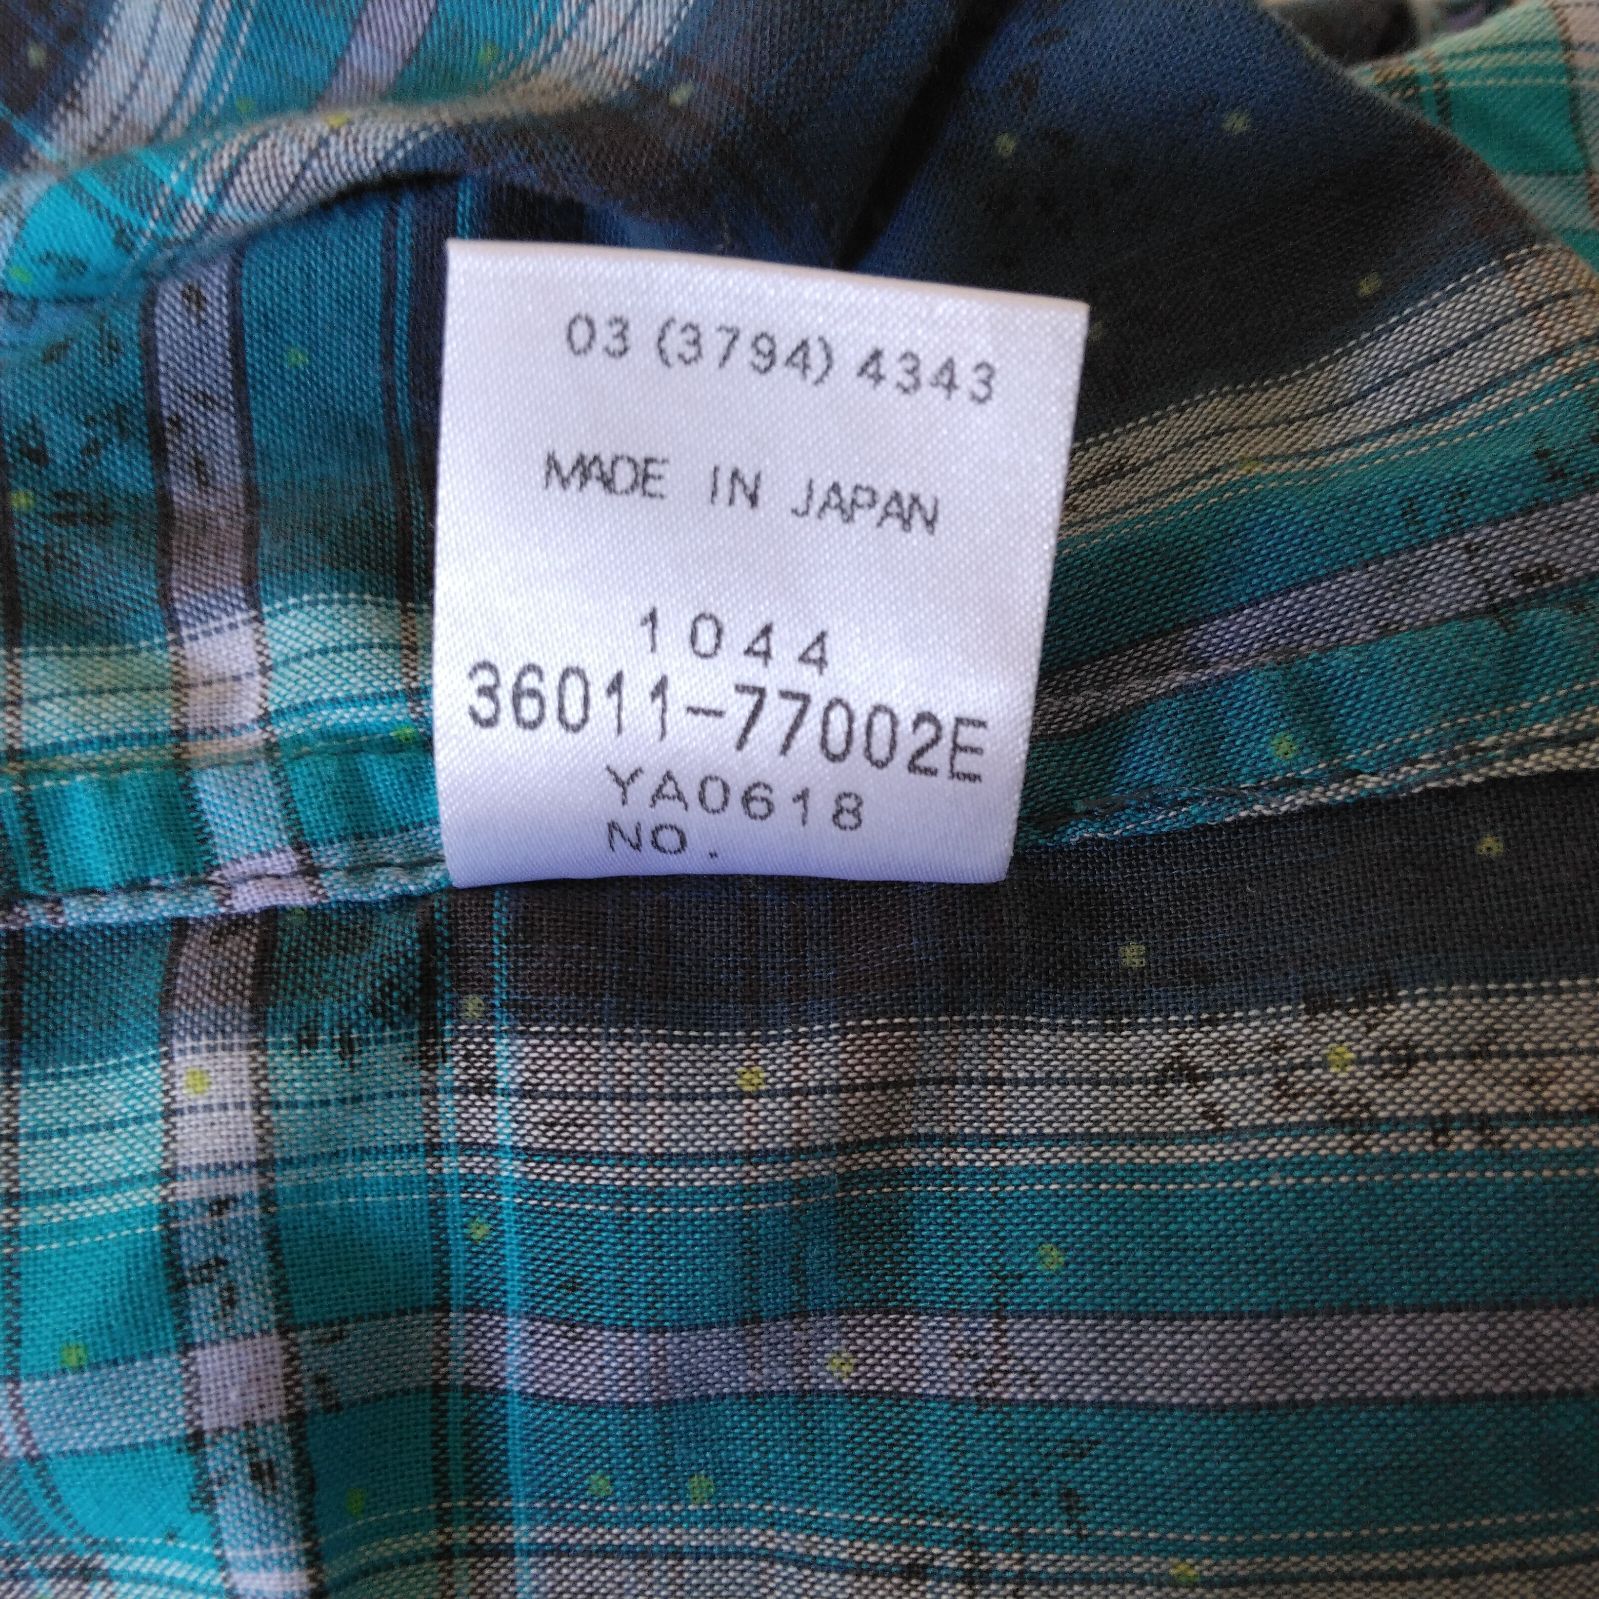 03 (3794) 4343
MADE IN JAPAN
1044
36011-77002E
YA0618
NO.